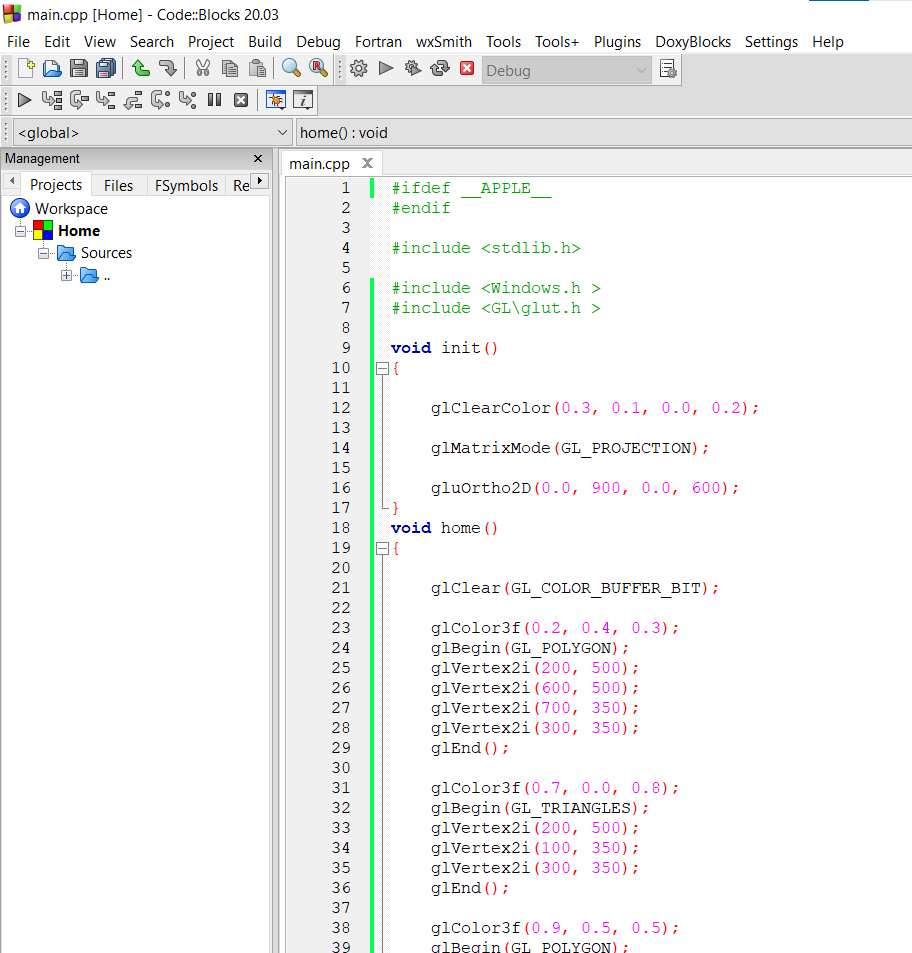 main.cpp [Home] - Code::Blocks 20.03
File Edit View Search Project Build Debug Fortran wxSmith Tools Tools+ Plugins DoxyBlocks Settings Help
Debug
<global> home() : void
Management
main.cpp
Projects Files FSymbols Re
Workspace
Home
Sources
..
1 #ifdef __APPLE__
2 #endif
3
4 #include <stdlib.h>
5
6 #include <Windows.h >
7 #include <GL\glut.h >
8
9 void init()
10 {
11
12 glClearColor(0.3, 0.1, 0.0, 0.2);
13
14 glMatrixMode(GL_PROJECTION);
15
16 gluOrtho2D(0.0, 900, 0.0, 600);
17 }
18 void home()
19 {
20
21 glClear(GL_COLOR_BUFFER_BIT);
22
23 glColor3f(0.2, 0.4, 0.3);
24 glBegin(GL_POLYGON);
25 glVertex2i(200, 500);
26 glVertex2i(600, 500);
27 glVertex2i(700, 350);
28 glVertex2i(300, 350);
29 glEnd();
30
31 glColor3f(0.7, 0.0, 0.8);
32 glBegin(GL_TRIANGLES);
33 glVertex2i(200, 500);
34 glVertex2i(100, 350);
35 glVertex2i(300, 350);
36 glEnd();
37
38 glColor3f(0.9, 0.5, 0.5);
39 glBegin(GL_POLYGON);